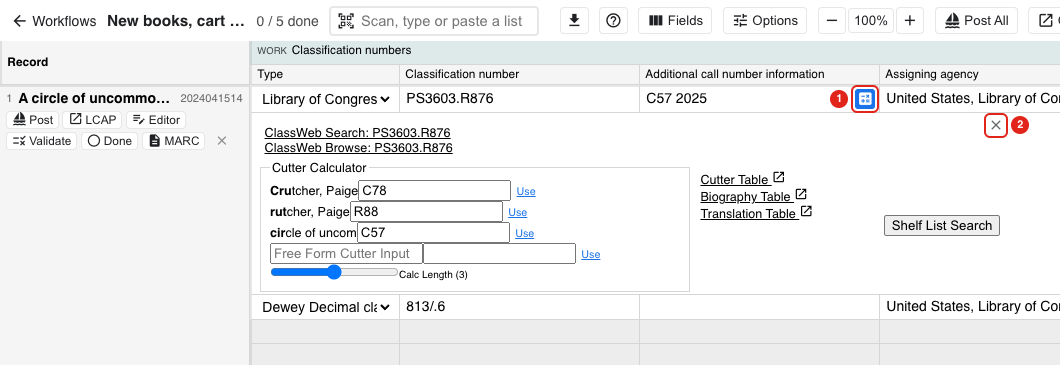 Workflows New books, cart ... 0 / 5 done Scan, type or paste a list Fields Options 100% Post All
Record
WORK Classification numbers
Type Classification number Additional call number information Assigning agency
1 A circle of uncommo... 2024041514
Post LCAP Editor
Validate Done MARC
Library of Congres PS3603.R876 C57 2025 1 United States, Library of Con
2
ClassWeb Search: PS3603.R876
ClassWeb Browse: PS3603.R876
Cutter Calculator
Crutcher, Paige C78 Use
rutcher, Paige R88 Use
circle of uncom C57 Use
Free Form Cutter Input Use
Calc Length (3)
Cutter Table
Biography Table
Translation Table
Shelf List Search
Dewey Decimal cla 813/.6 United States, Library of Con